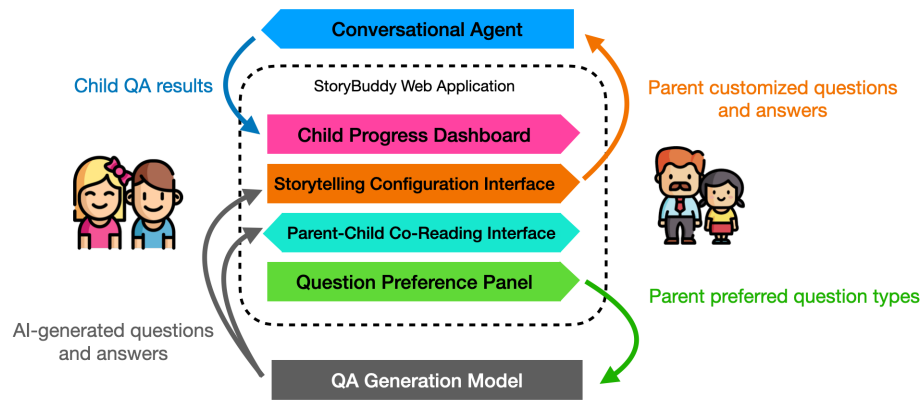 Conversational Agent
Child QA results
StoryBuddy Web Application
Parent customized questions
and answers
Child Progress Dashboard
Storytelling Configuration Interface
Parent-Child Co-Reading Interface
Question Preference Panel
Parent preferred question types
AI-generated questions
and answers
QA Generation Model